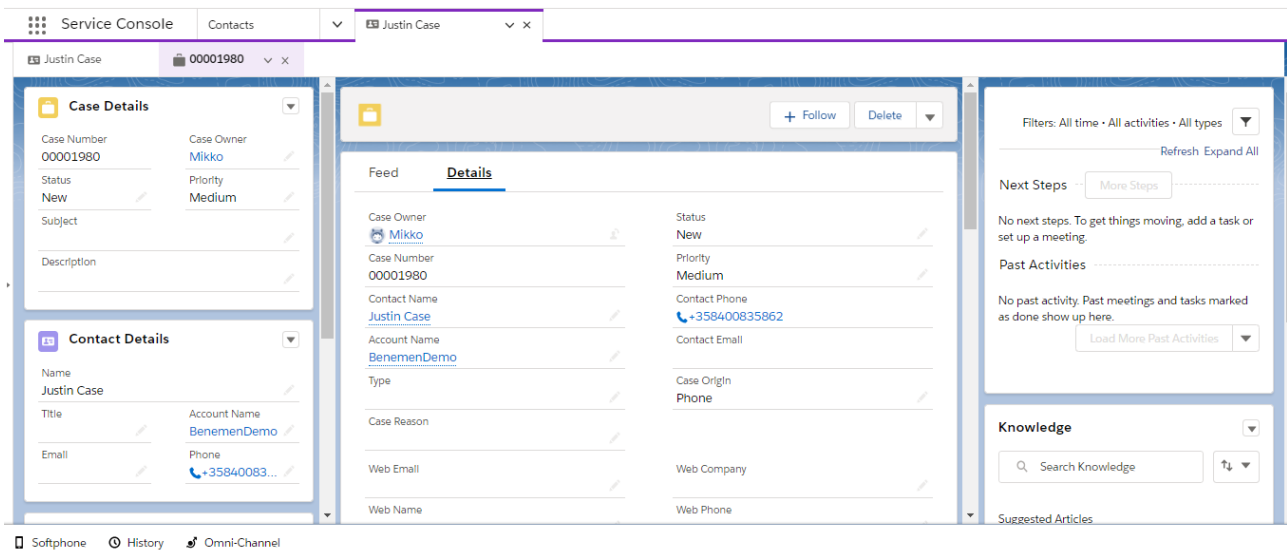 Service Console
Contacts
Justin Case
Justin Case
00001980
Case Details
Case Number
Case Owner
00001980
Mikko
Status
Priority
New
Medium
Subject
Description
Contact Details
Name
Justin Case
Title
Account Name
BenemenDemo
Email
Phone
+35840083...
+ Follow
Delete
Feed
Details
Case Owner
Status
Mikko
New
Case Number
Priority
00001980
Medium
Contact Name
Contact Phone
Justin Case
+358400835862
Account Name
Contact Email
BenemenDemo
Type
Case Origin
Phone
Case Reason
Web Email
Web Company
Web Name
Web Phone
Filters: All time • All activities • All types
Refresh Expand All
Next Steps
More Steps
No next steps. To get things moving, add a task or
set up a meeting.
Past Activities
No past activity. Past meetings and tasks marked
as done show up here.
Load More Past Activities
Knowledge
Search Knowledge
Suggested Articles
Softphone
History
Omni-Channel